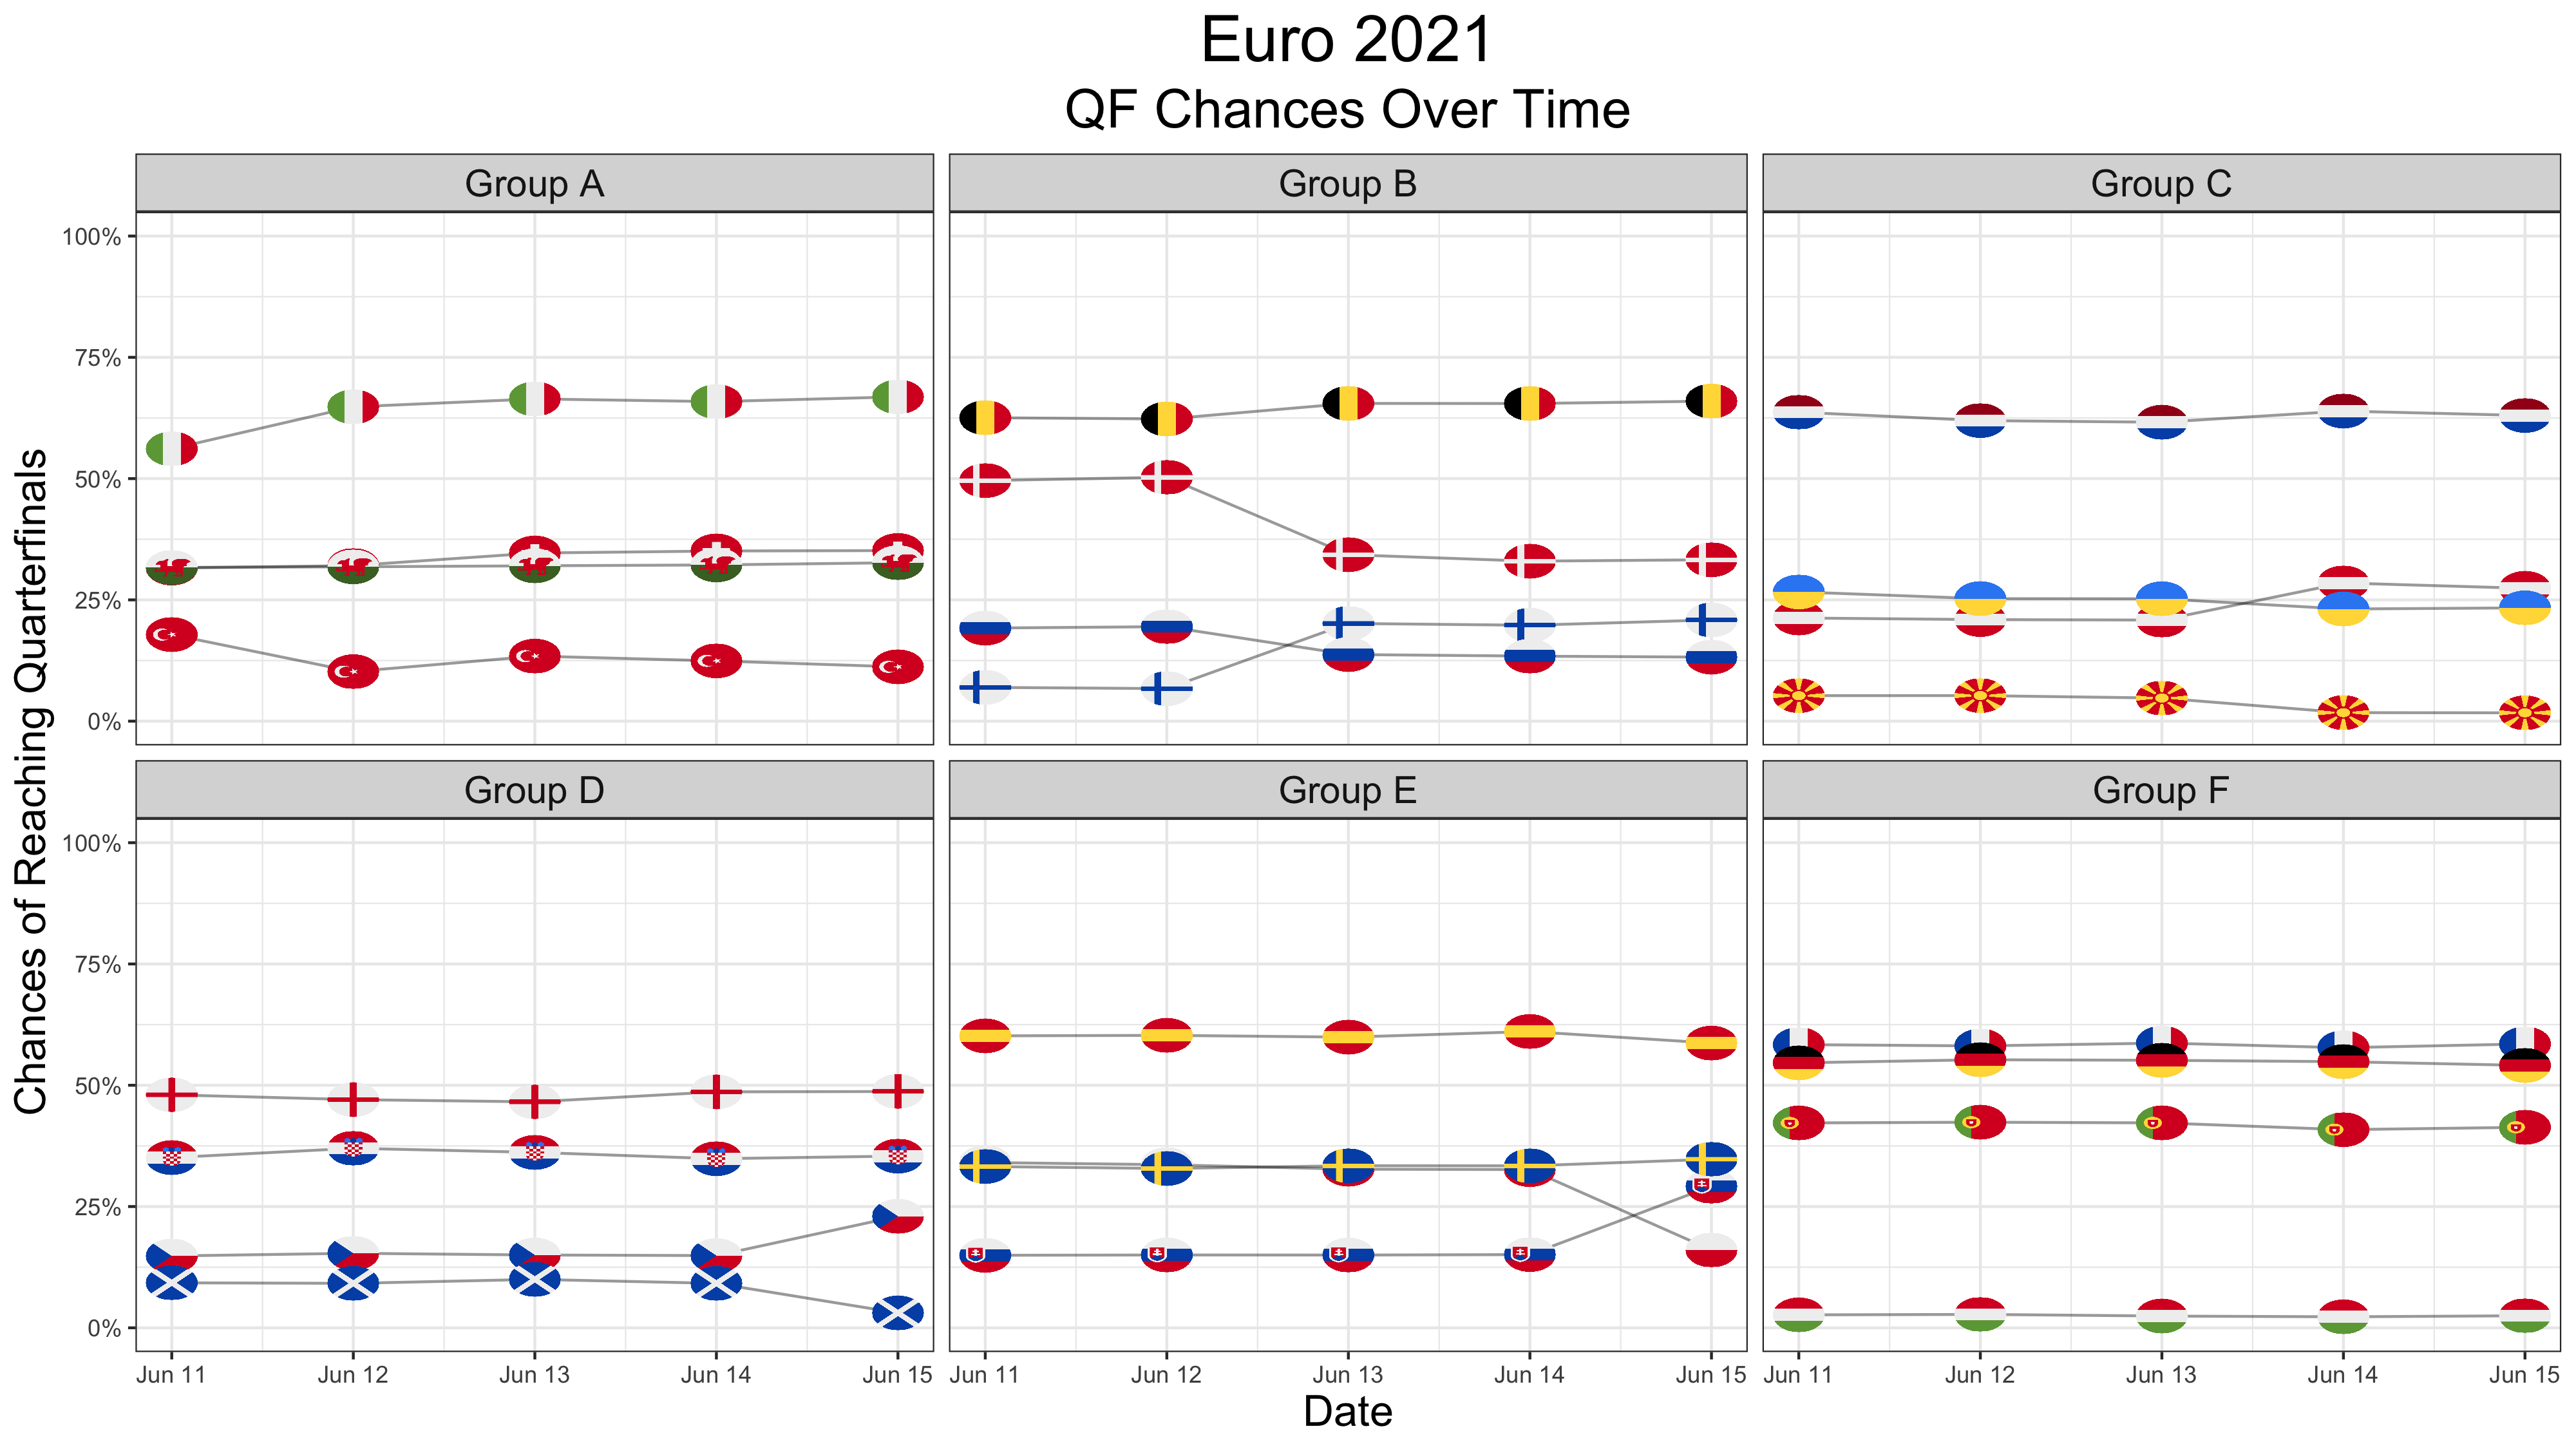 Euro 2021
QF Chances Over Time
Group A
Group B
Group C
100%
75%
50%
25%
0%
Group D
Group E
Group F
100%
75%
50%
25%
0%
Chances of Reaching Quarterfinals
Jun 11 Jun 12 Jun 13 Jun 14 Jun 15
Jun 11 Jun 12 Jun 13 Jun 14 Jun 15
Jun 11 Jun 12 Jun 13 Jun 14 Jun 15
Date